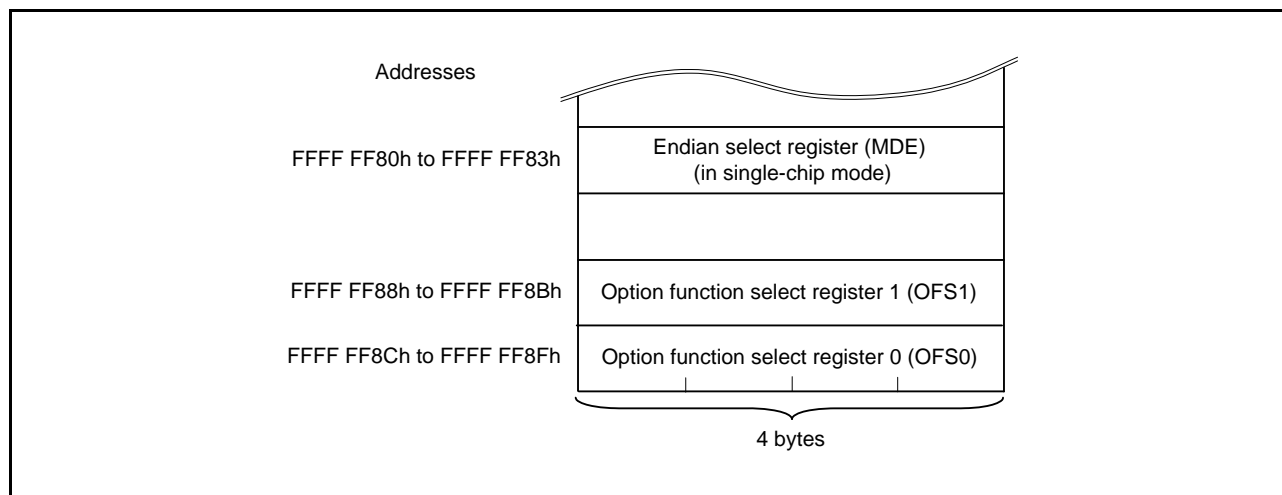 Addresses
FFFF FF80h to FFFF FF83h
Endian select register (MDE)
(in single-chip mode)
FFFF FF88h to FFFF FF8Bh
Option function select register 1 (OFS1)
FFFF FF8Ch to FFFF FF8Fh
Option function select register 0 (OFS0)
4 bytes